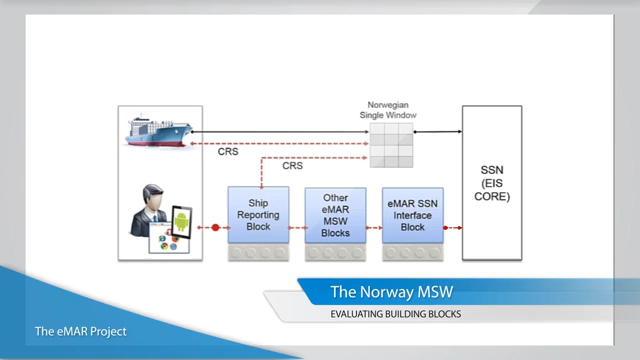 Norwegian
Single Window
CRS
CRS
SSN
(EIS
CORE)
Ship
Reporting
Block
Other
eMAR
MSW
Blocks
eMAR SSN
Interface
Block
The Norway MSW
EVALUATING BUILDING BLOCKS
The eMAR Project